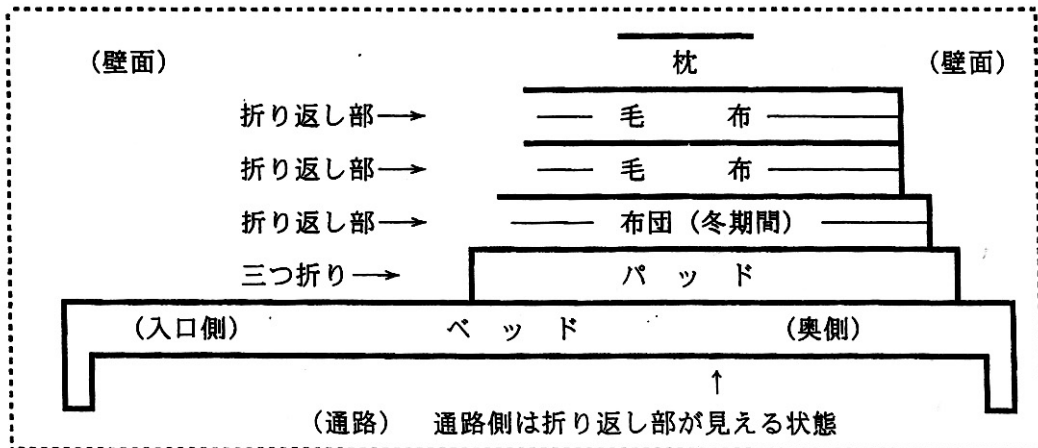 枕
(壁面) (壁面)
折り返し部→ 毛 布
折り返し部→ 毛 布
折り返し部→ 布団(冬期間)
三つ折り→ パ ッ ド
(入口側) ベ ッ ド (奥側)
↑
(通路) 通路側は折り返し部が見える状態